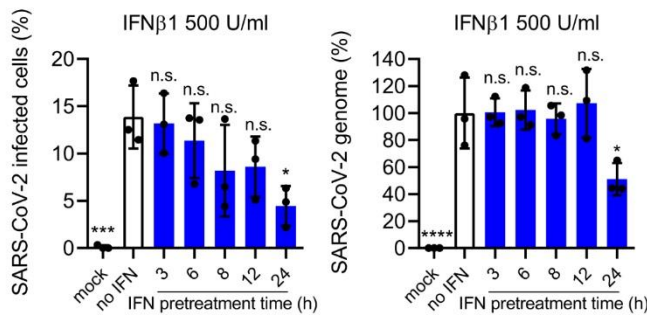 IFNβ1 500 U/ml
SARS-CoV-2 infected cells (%)
20
15
10
5
0
***
n.s.
n.s.
n.s.
n.s.
*
mock
no IFN
3
6
8
12
24
IFN pretreatment time (h)
IFNβ1 500 U/ml
SARS-CoV-2 genome (%)
140
120
100
80
60
40
20
0
****
n.s.
n.s.
n.s.
n.s.
*
mock
no IFN
3
6
8
12
24
IFN pretreatment time (h)